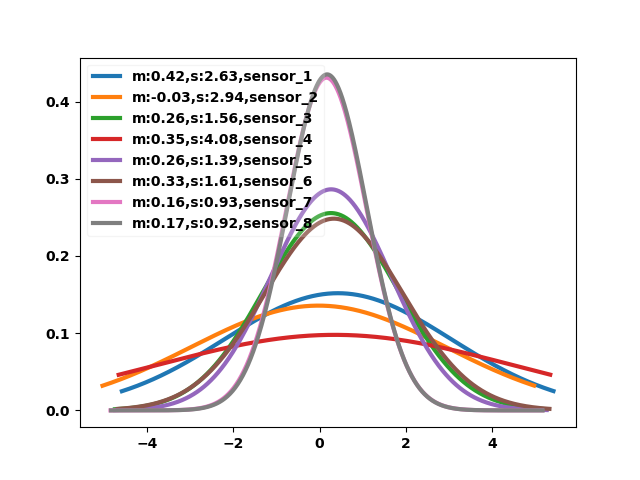 m:0.42,s:2.63,sensor_1
m:-0.03,s:2.94,sensor_2
m:0.26,s:1.56,sensor_3
m:0.35,s:4.08,sensor_4
m:0.26,s:1.39,sensor_5
m:0.33,s:1.61,sensor_6
m:0.16,s:0.93,sensor_7
m:0.17,s:0.92,sensor_8
0.4
0.3
0.2
0.1
0.0
−4 −2 0 2 4